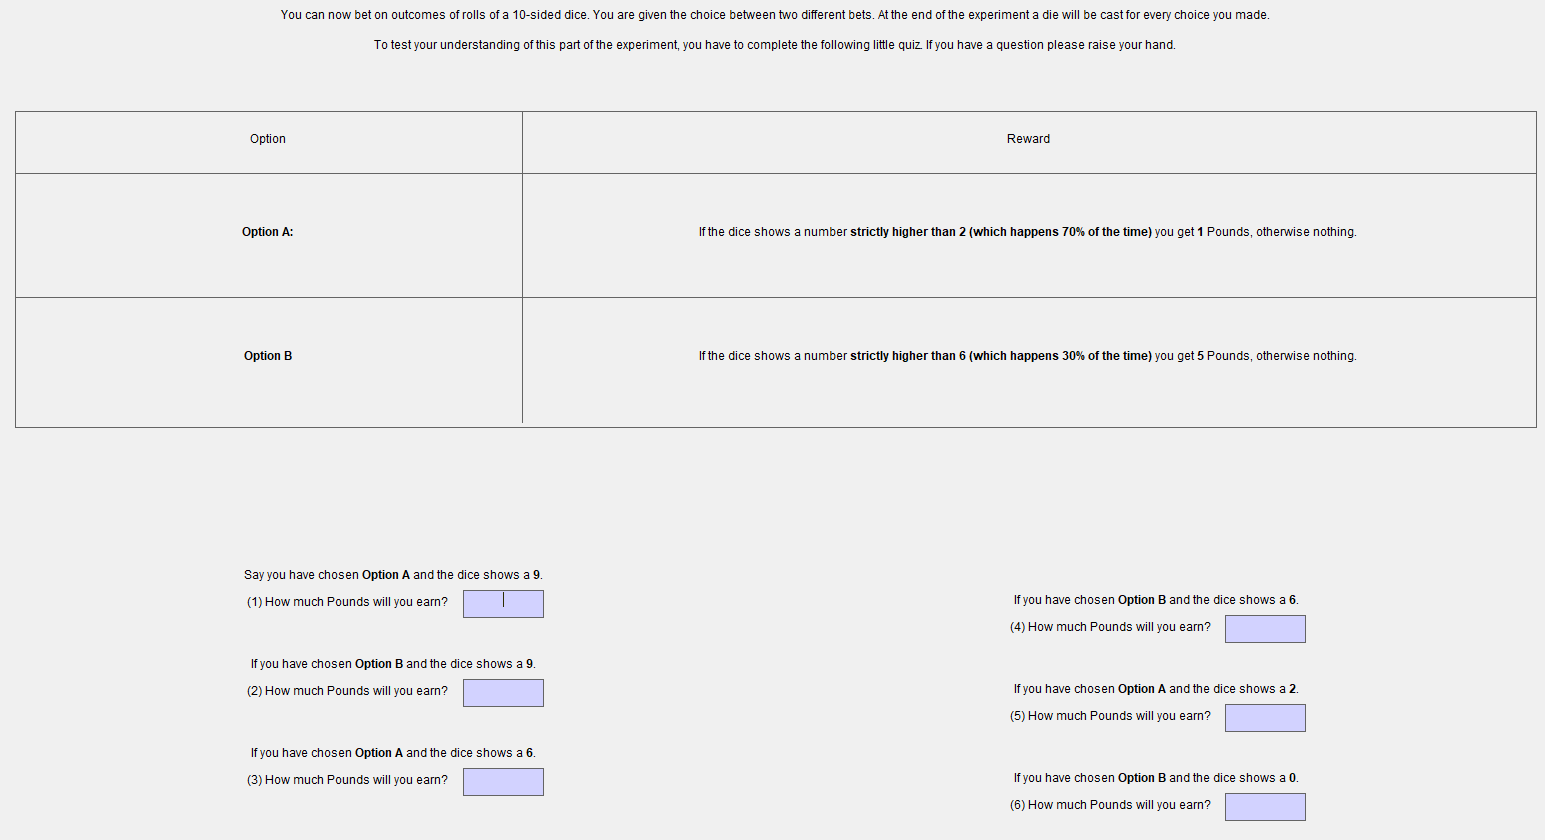 You can now bet on outcomes of rolls of a 10-sided dice. You are given the choice between two different bets. At the end of the experiment a die will be cast for every choice you made.
To test your understanding of this part of the experiment, you have to complete the following little quiz. If you have a question please raise your hand.
Option
Reward
Option A:
If the dice shows a number strictly higher than 2 (which happens 70% of the time) you get 1 Pounds, otherwise nothing.
Option B
If the dice shows a number strictly higher than 6 (which happens 30% of the time) you get 5 Pounds, otherwise nothing.
Say you have chosen Option A and the dice shows a 9.
(1) How much Pounds will you earn?
If you have chosen Option B and the dice shows a 9.
(2) How much Pounds will you earn?
If you have chosen Option A and the dice shows a 6.
(3) How much Pounds will you earn?
If you have chosen Option B and the dice shows a 6.
(4) How much Pounds will you earn?
If you have chosen Option A and the dice shows a 2.
(5) How much Pounds will you earn?
If you have chosen Option B and the dice shows a 0.
(6) How much Pounds will you earn?